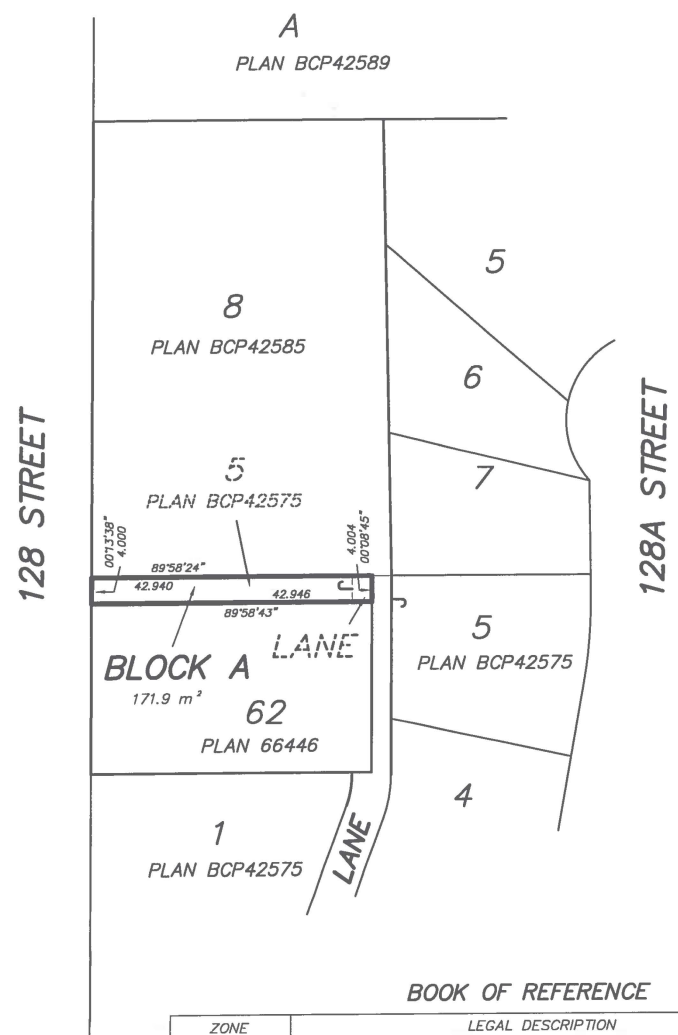 A
PLAN BCP42589
5
8
PLAN BCP42585
6
128 STREET
128A STREET
7
5
PLAN BCP42575
00°13'38"
4.000
4.004
00°08'45"
89°58'24"
42.940
42.946
89°58'43"
5
PLAN BCP42575
LANE
BLOCK A
171.9 m²
62
PLAN 66446
4
1
PLAN BCP42575
LANE
BOOK OF REFERENCE
ZONE
LEGAL DESCRIPTION